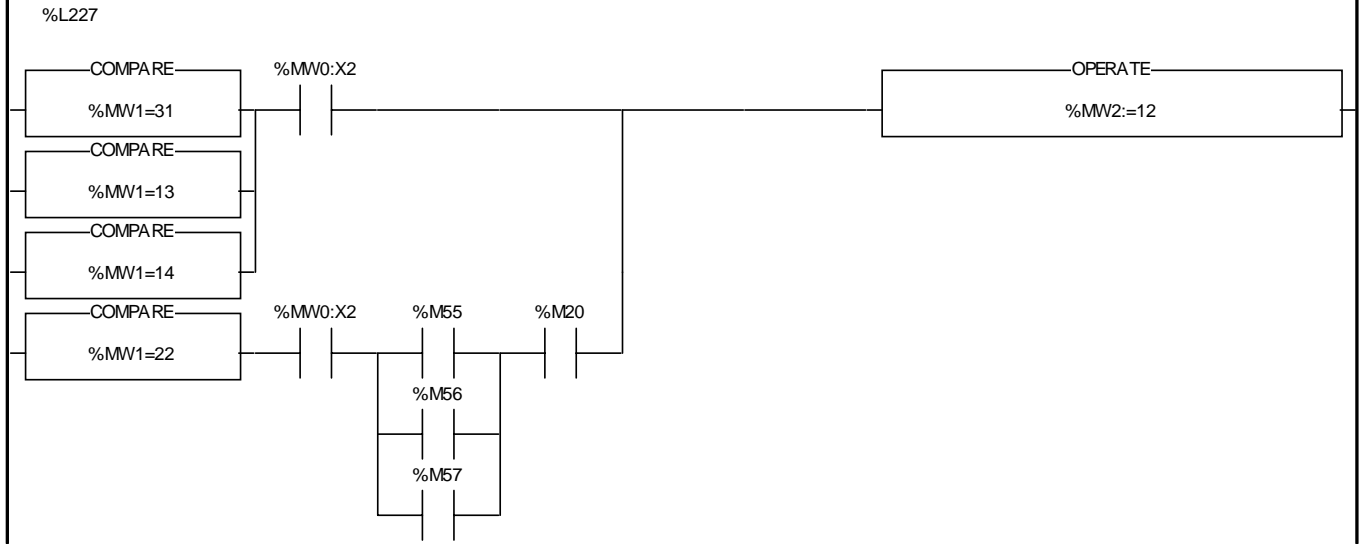 %L227
COMPARE %MW0:X2 OPERATE
%MW1=31 %MW2:=12
COMPARE
%MW1=13
COMPARE
%MW1=14
COMPARE %MW0:X2 %M55 %M20
%MW1=22
%M56
%M57